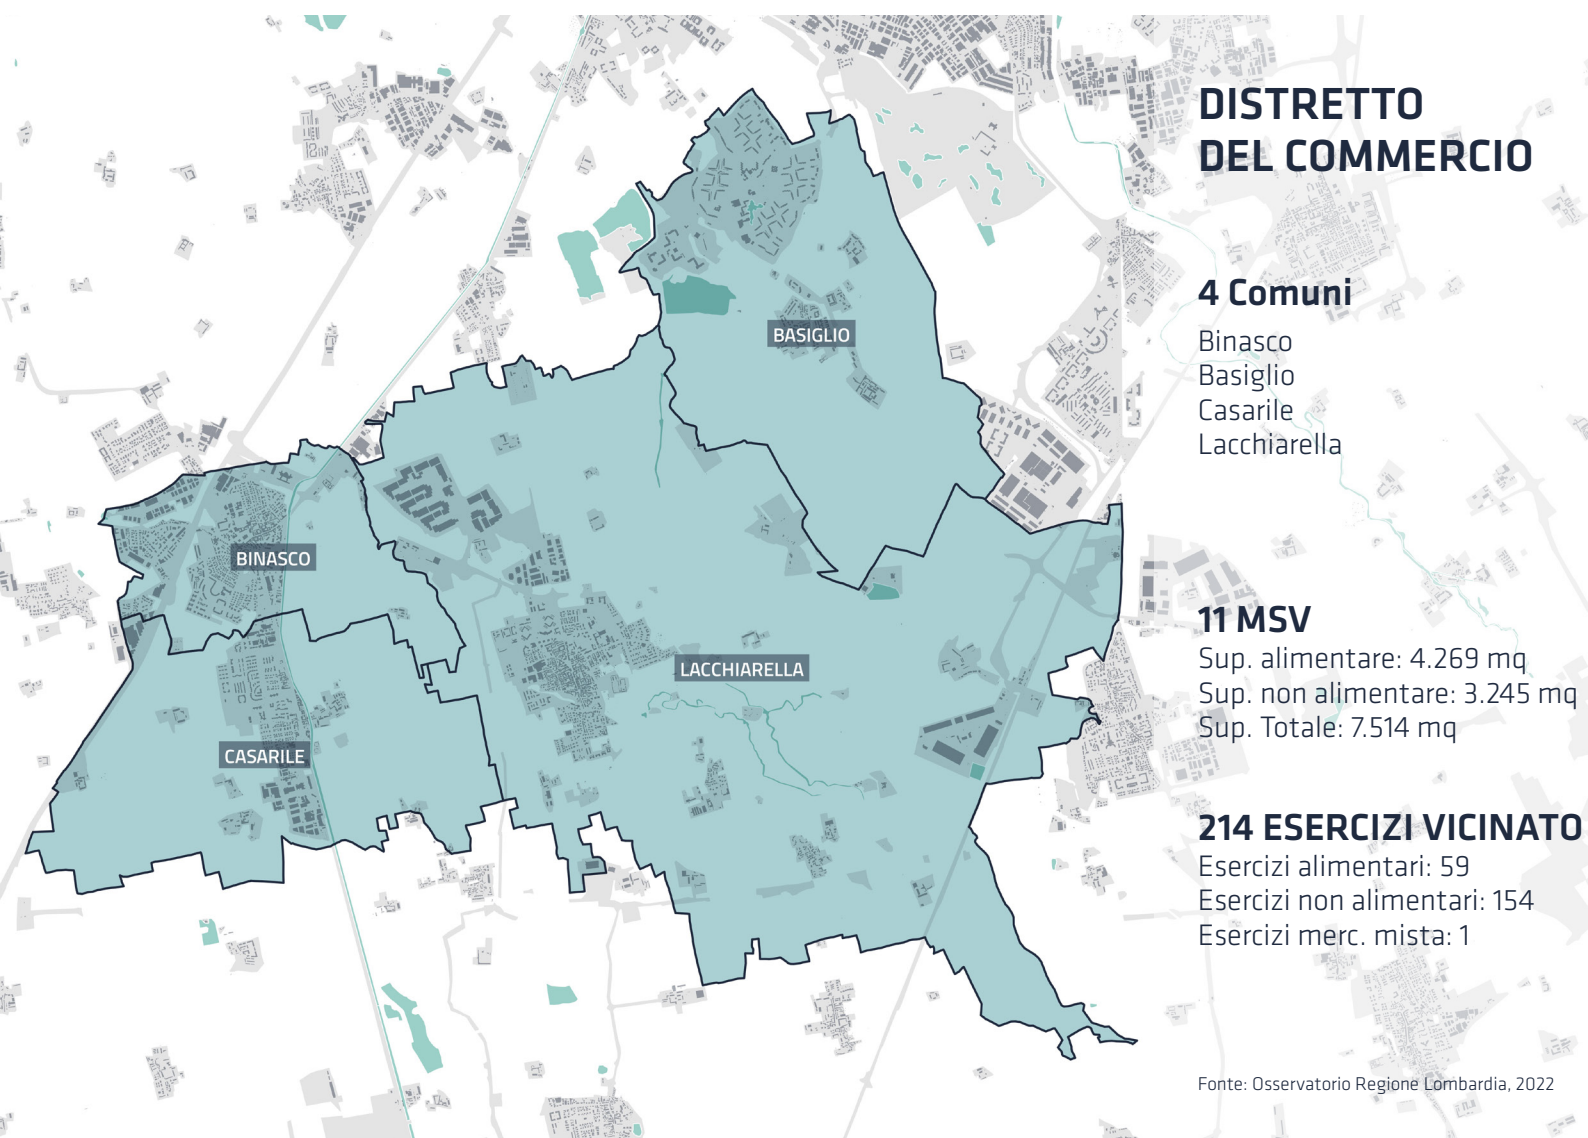 DISTRETTO
DEL COMMERCIO
4 Comuni
Binasco
Basiglio
Casarile
Lacchiarella
11 MSV
Sup. alimentare: 4.269 mq
Sup. non alimentare: 3.245 mq
Sup. Totale: 7.514 mq
214 ESERCIZI VICINATO
Esercizi alimentari: 59
Esercizi non alimentari: 154
Esercizi merc. mista: 1
Fonte: Osservatorio Regione Lombardia, 2022
BASIGLIO
BINASCO
LACCHIARELLA
CASARILE